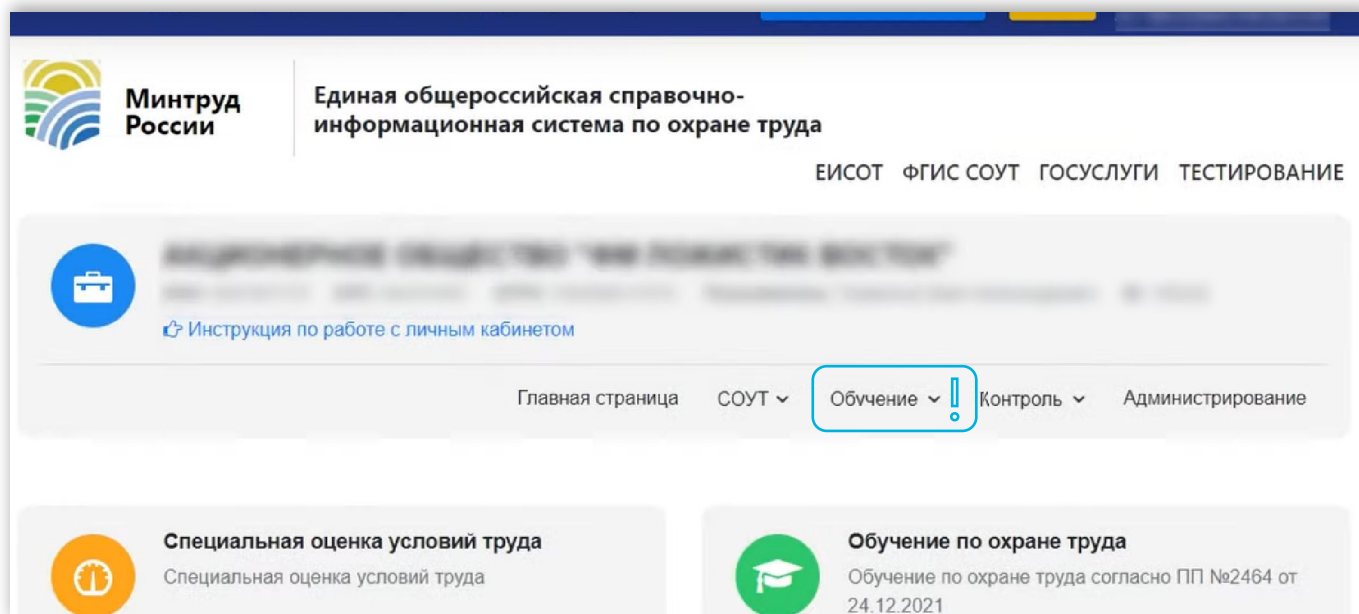 Минтруд
России
Единая общероссийская справочно-
информационная система по охране труда
ЕИСОТ ФГИС СОУТ ГОСУСЛУГИ ТЕСТИРОВАНИЕ
Инструкция по работе с личным кабинетом
Главная страница СОУТ Обучение Контроль Администрирование
Специальная оценка условий труда
Специальная оценка условий труда
Обучение по охране труда
Обучение по охране труда согласно ПП №2464 от
24.12.2021